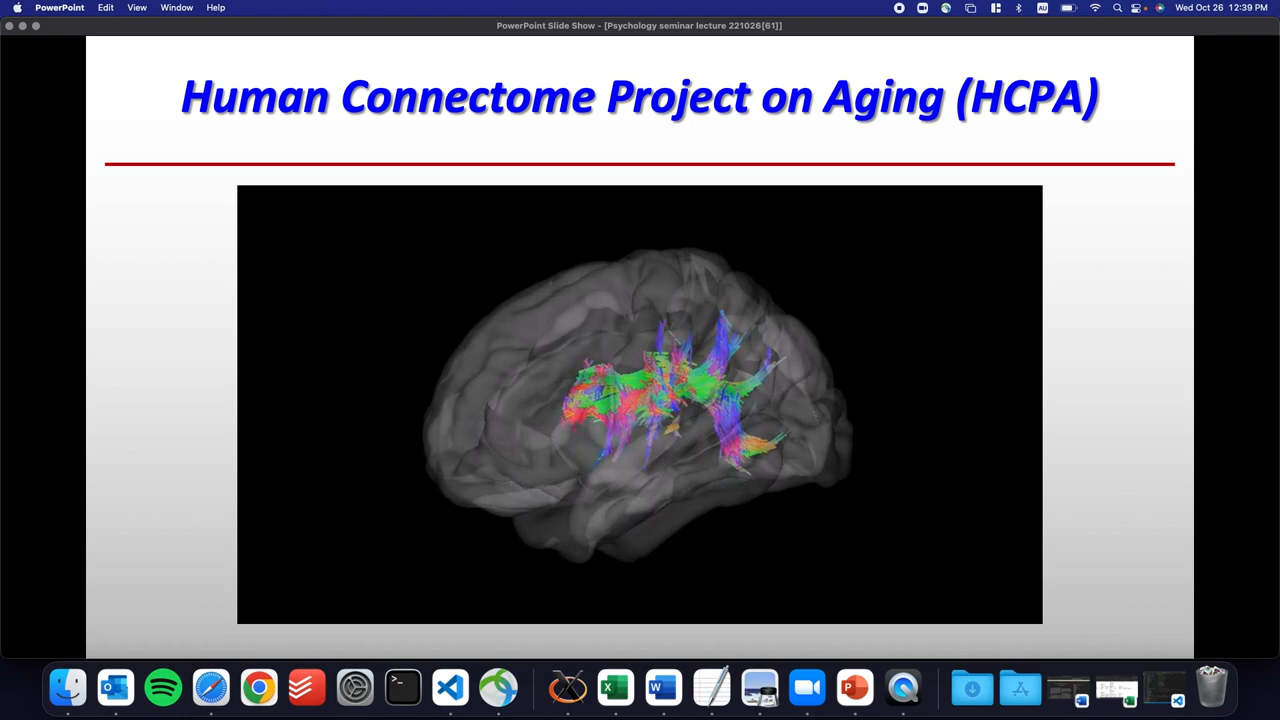 PowerPoint Edit View Window Help
AU
Wed Oct 26 12:39 PM
PowerPoint Slide Show - [Psychology seminar lecture 221026[61]]
Human Connectome Project on Aging (HCPA)